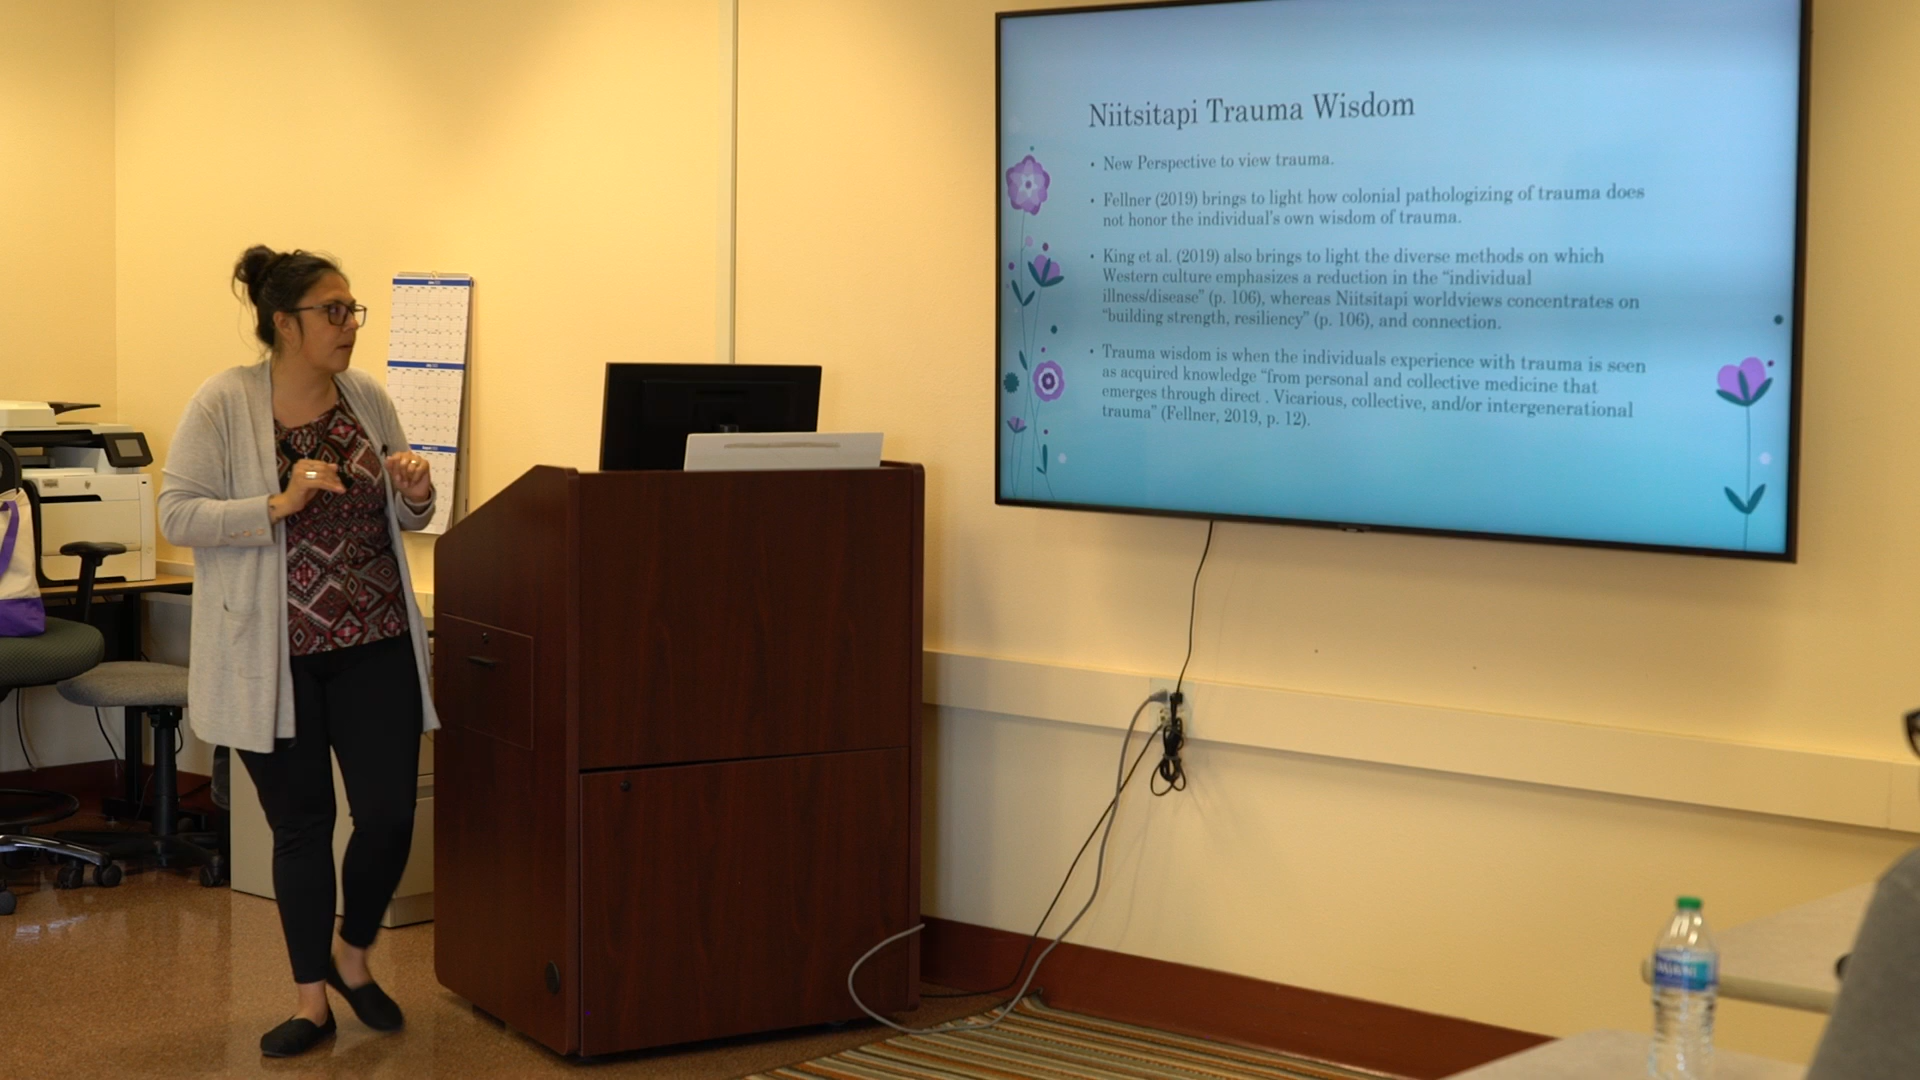 Niitsitapi Trauma Wisdom
• New Perspective to view trauma.
• Fellner (2019) brings to light how colonial pathologizing of trauma does
not honor the individual's own wisdom of trauma.
• King et al. (2019) also brings to light the diverse methods on which
Western culture emphasizes a reduction in the "individual
illness/disease" (p. 106), whereas Niitsitapi worldviews concentrates on
"building strength, resiliency" (p. 106), and connection.
• Trauma wisdom is when the individuals experience with trauma is seen
as acquired knowledge "from personal and collective medicine that
emerges through direct . Vicarious, collective, and/or intergenerational
trauma" (Fellner, 2019, p. 12).